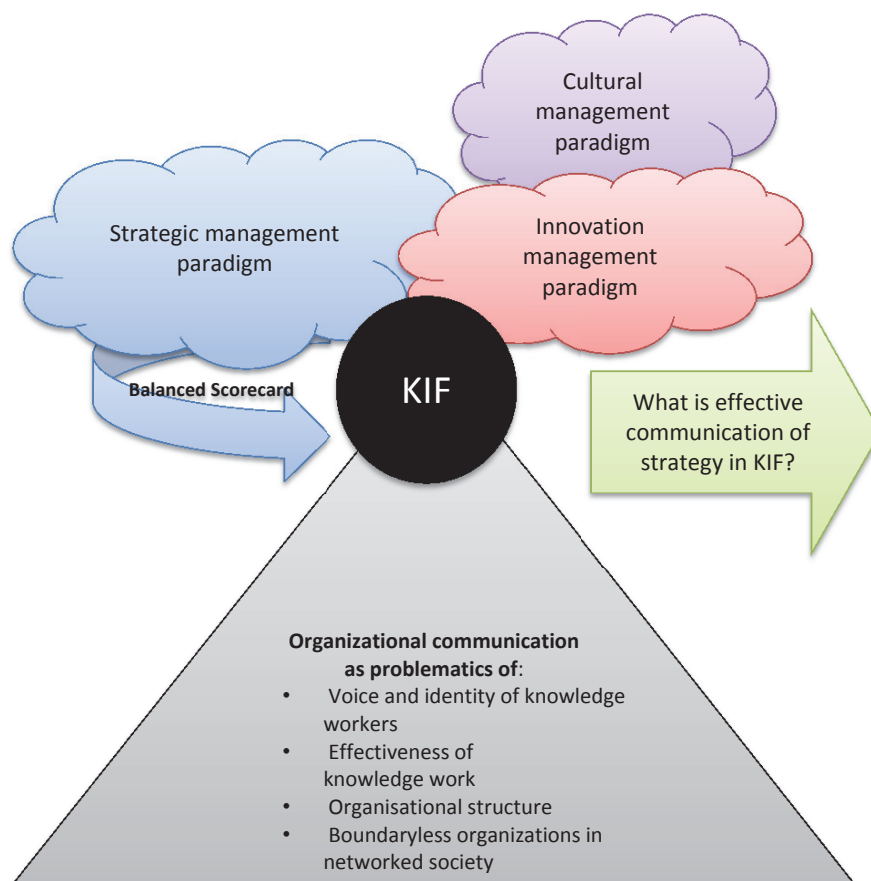 Cultural
management
paradigm
Strategic management
paradigm
Innovation
management
paradigm
Balanced Scorecard
KIF
What is effective
communication of
strategy in KIF?
Organizational communication
as problematics of:
• Voice and identity of knowledge
workers
• Effectiveness of
knowledge work
• Organisational structure
• Boundaryless organizations in
networked society